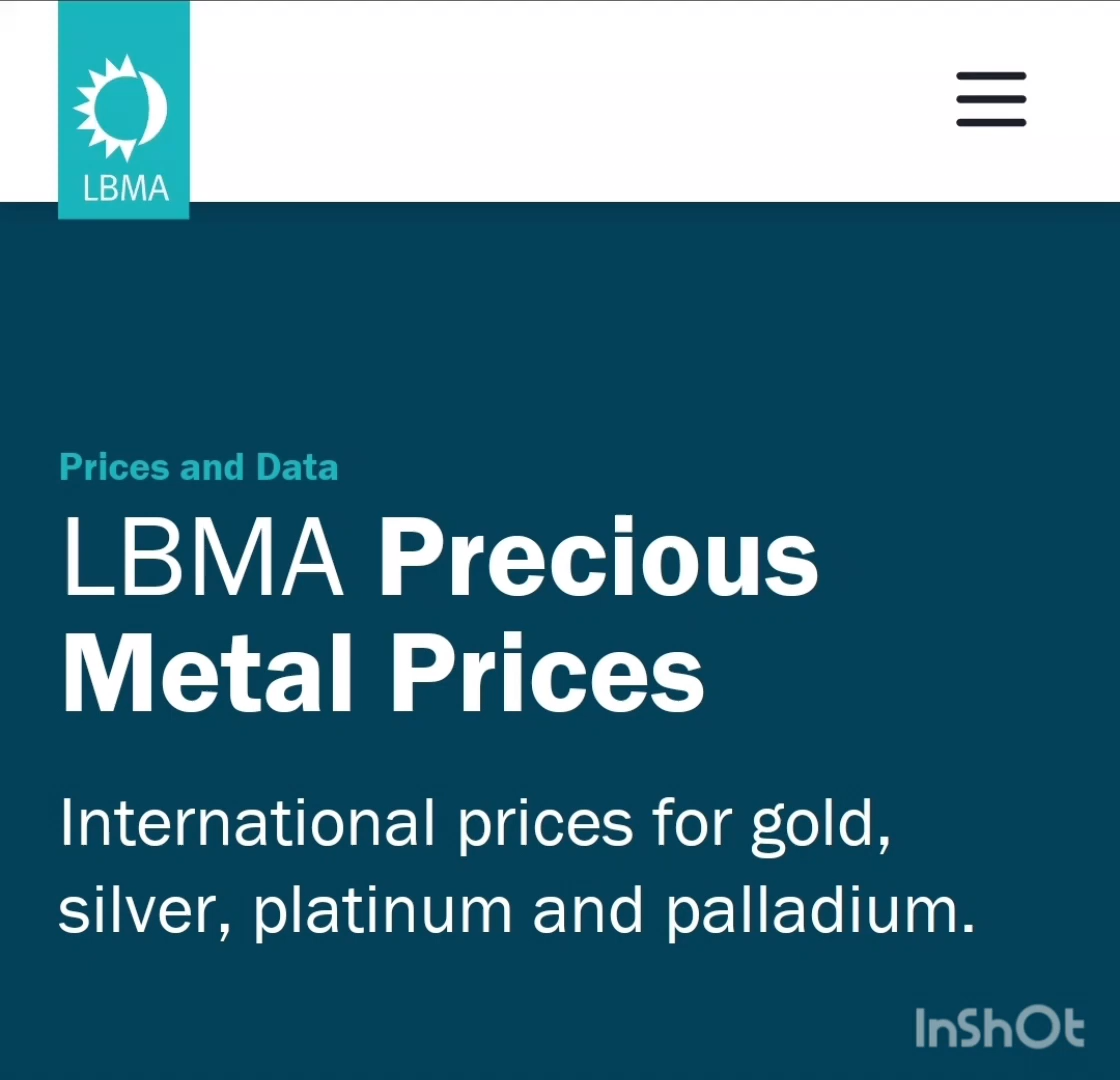 LBMA
Prices and Data
LBMA Precious
Metal Prices
International prices for gold,
silver, platinum and palladium.
InShOt